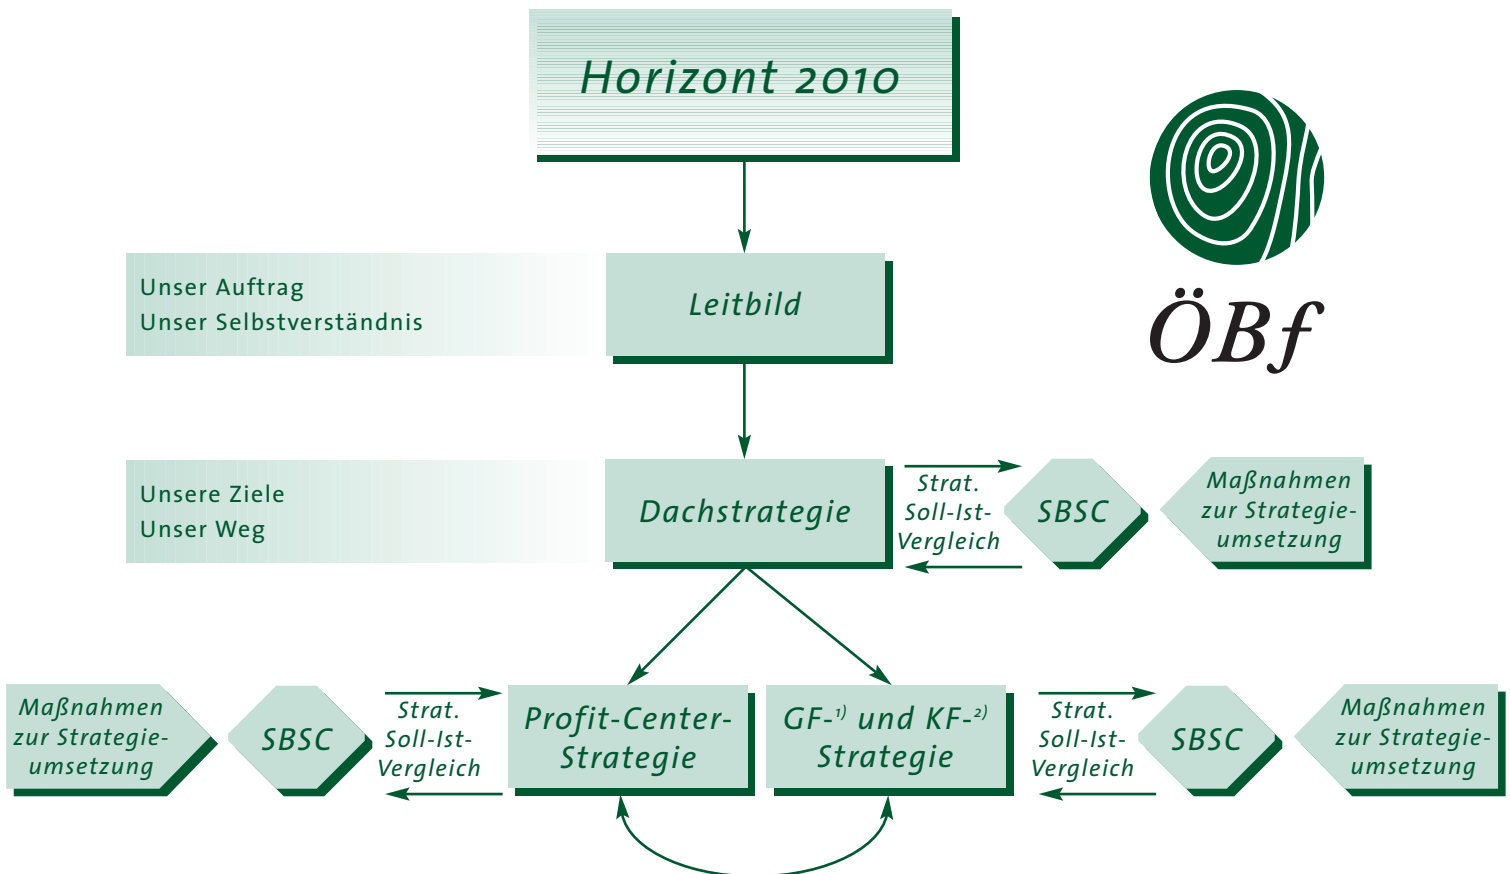 Horizont 2010
ÖBf
Unser Auftrag
Unser Selbstverständnis
Leitbild
Unsere Ziele
Unser Weg
Dachstrategie
Strat.
Soll-Ist-
Vergleich
SBSC
Maßnahmen
zur Strategie-
umsetzung
Maßnahmen
zur Strategie-
umsetzung
SBSC
Strat.
Soll-Ist-
Vergleich
Profit-Center-
Strategie
GF-¹⁾ und KF-²⁾
Strategie
Strat.
Soll-Ist-
Vergleich
SBSC
Maßnahmen
zur Strategie-
umsetzung